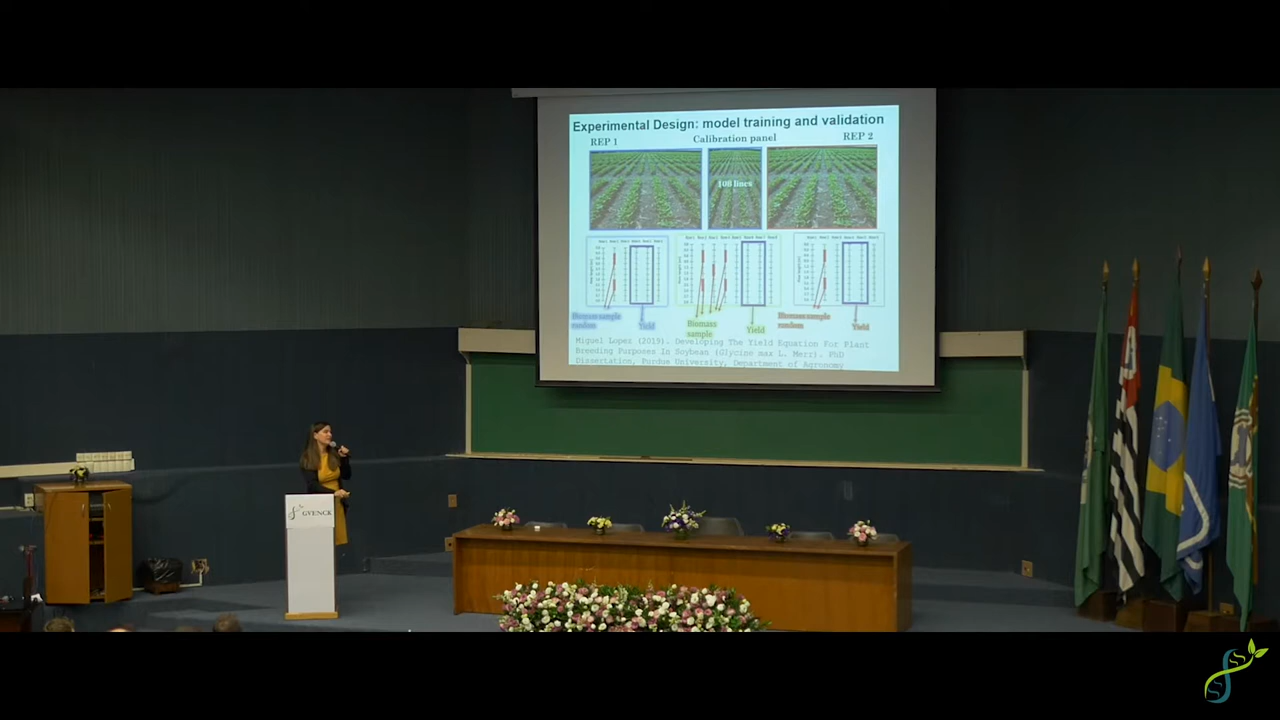 Experimental Design: model training and validation
REP 1
Calibration panel
REP 2
108 lines
Biomass sample
random
Yield
Biomass
sample
Yield
Biomass sample
random
Yield
Miguel Lopez (2019). Developing The Yield Equation For Plant
Breeding Purposes In Soybean (Glycine max L. Merr). PhD
Dissertation, Purdue University, Department of Agronomy
GVENCK